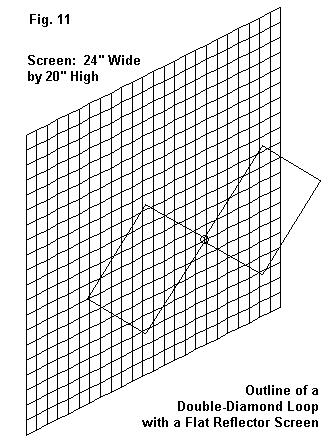 Fig. 11
Screen: 24" Wide
by 20" High
Outline of a
Double-Diamond Loop
with a Flat Reflector Screen